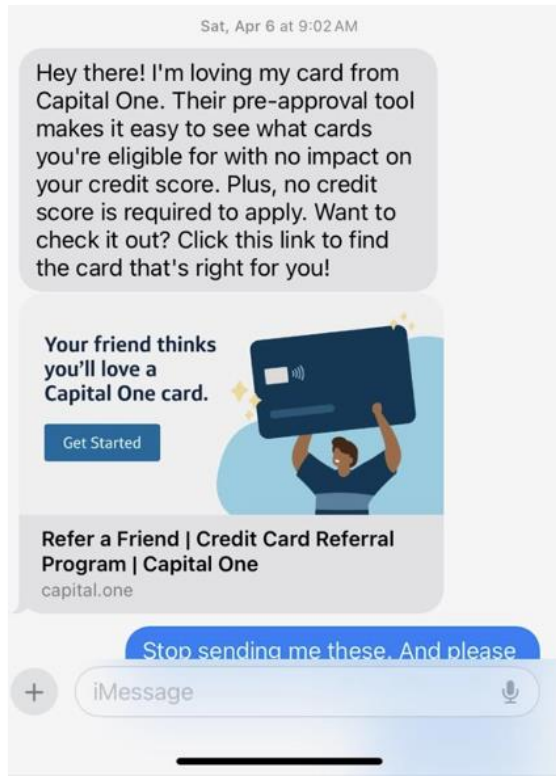 Sat, Apr 6 at 9:02 AM
Hey there! I'm loving my card from
Capital One. Their pre-approval tool
makes it easy to see what cards
you're eligible for with no impact on
your credit score. Plus, no credit
score is required to apply. Want to
check it out? Click this link to find
the card that's right for you!
Your friend thinks
you'll love a
Capital One card.
Get Started
Refer a Friend | Credit Card Referral
Program | Capital One
capital.one
Stop sending me these. And please
iMessage